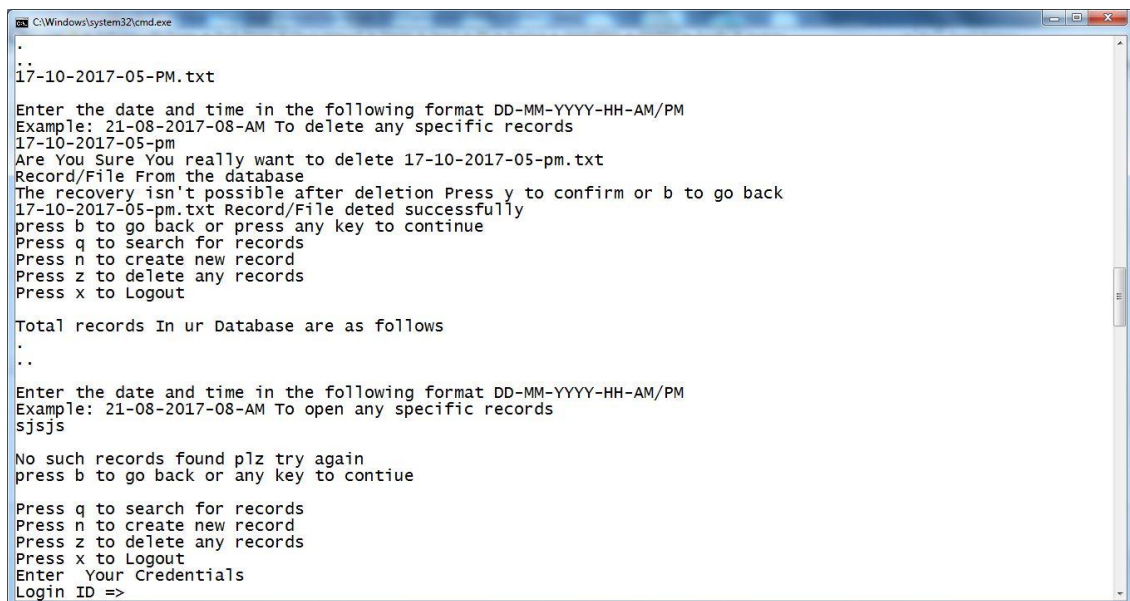 C:\Windows\system32\cmd.exe
.
..
17-10-2017-05-PM.txt
Enter the date and time in the following format DD-MM-YYYY-HH-AM/PM
Example: 21-08-2017-08-AM To delete any specific records
17-10-2017-05-pm
Are You Sure You really want to delete 17-10-2017-05-pm.txt
Record/File From the database
The recovery isn't possible after deletion Press y to confirm or b to go back
17-10-2017-05-pm.txt Record/File deted successfully
press b to go back or press any key to continue
Press q to search for records
Press n to create new record
Press z to delete any records
Press x to Logout
Total records In ur Database are as follows
.
..
Enter the date and time in the following format DD-MM-YYYY-HH-AM/PM
Example: 21-08-2017-08-AM To open any specific records
sjsjs
No such records found plz try again
press b to go back or any key to contiue
Press q to search for records
Press n to create new record
Press z to delete any records
Press x to Logout
Enter  Your Credentials
Login ID =>